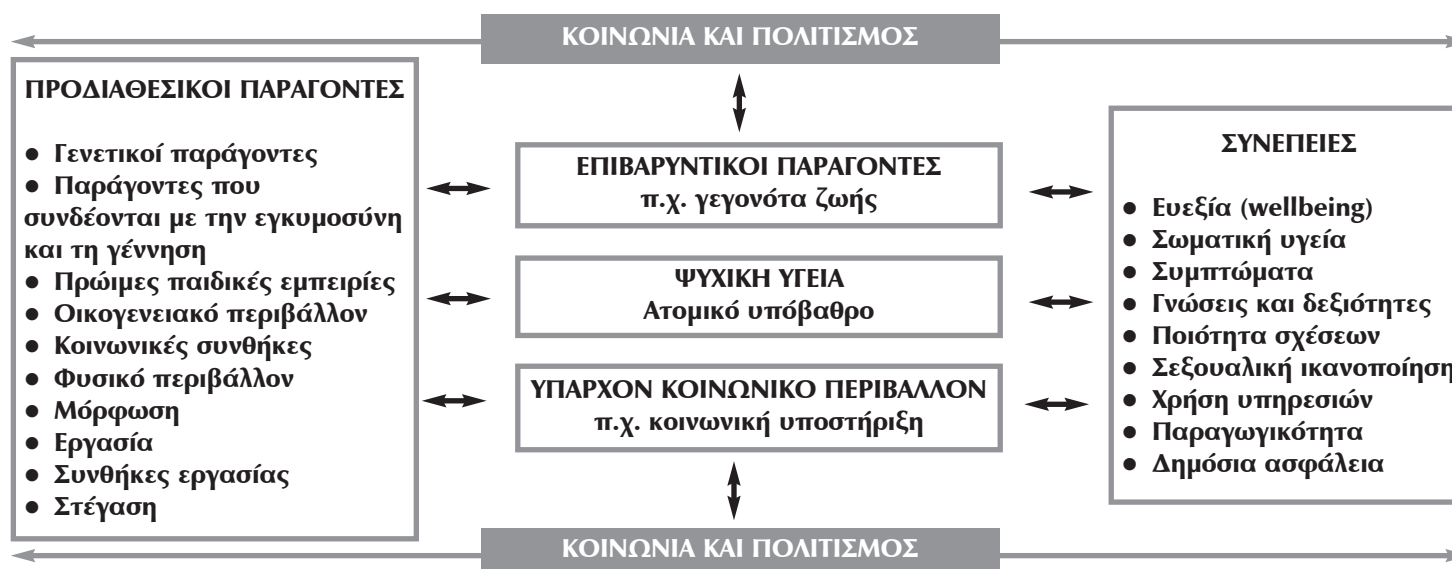 ΚΟΙΝΩΝΙΑ ΚΑΙ ΠΟΛΙΤΙΣΜΟΣ
ΠΡΟΔΙΑΘΕΣΙΚΟΙ ΠΑΡΑΓΟΝΤΕΣ
● Γενετικοί παράγοντες
● Παράγοντες που
συνδέονται με την εγκυμοσύνη
και τη γέννηση
● Πρώιμες παιδικές εμπειρίες
● Οικογενειακό περιβάλλον
● Κοινωνικές συνθήκες
● Φυσικό περιβάλλον
● Μόρφωση
● Εργασία
● Συνθήκες εργασίας
● Στέγαση
ΕΠΙΒΑΡΥΝΤΙΚΟΙ ΠΑΡΑΓΟΝΤΕΣ
π.χ. γεγονότα ζωής
ΨΥΧΙΚΗ ΥΓΕΙΑ
Ατομικό υπόβαθρο
ΥΠΑΡΧΟΝ ΚΟΙΝΩΝΙΚΟ ΠΕΡΙΒΑΛΛΟΝ
π.χ. κοινωνική υποστήριξη
ΣΥΝΕΠΕΙΕΣ
● Ευεξία (wellbeing)
● Σωματική υγεία
● Συμπτώματα
● Γνώσεις και δεξιότητες
● Ποιότητα σχέσεων
● Σεξουαλική ικανοποίηση
● Χρήση υπηρεσιών
● Παραγωγικότητα
● Δημόσια ασφάλεια
ΚΟΙΝΩΝΙΑ ΚΑΙ ΠΟΛΙΤΙΣΜΟΣ